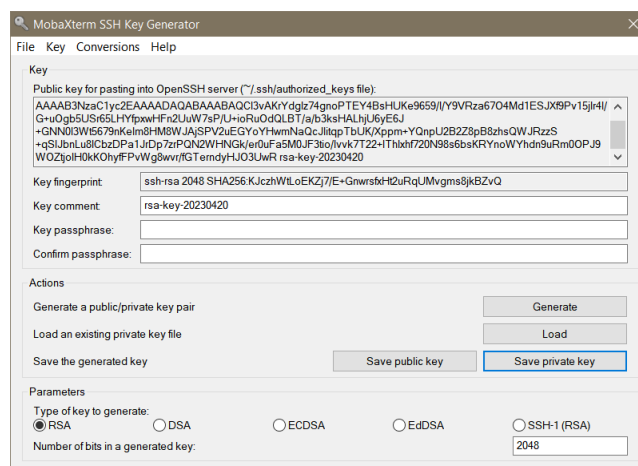 MobaXterm SSH Key Generator
File Key Conversions Help
Key
Public key for pasting into OpenSSH server (~/.ssh/authorized_keys file):
AAAAB3NzaC1yc2EAAAADAQABAAABAQCl3vAKrYdglz74gnoPTEY4BsHUKe9659/l/Y9VRza67O4Md1ESJXf9Pv15jlr4l/
G+uOgb5USr65LHYfpxwHFn2UuW7sP/U+ioRuOdQLBT/a/b3ksHALhjU6yE6J
+GNN0l3Wt5679nKelm8HM8WJAjSPV2uEGYoYHwmNaQcJlitqpTbUK/Xppm+YQnpU2B2Z8pB8zhsQWJRzzS
+qSIJbnLu8lCbzDPa1JrDp7zrPQN2WHNGk/er0uFa5M0JF3tio/lvvk7T22+lThlxhf720N98s6bsKRYnoWYhdn9uRm0OPJ9
WOZtjolH0kKOhyfFPvWg8wvr/fGTerndyHJO3UwR rsa-key-20230420
Key fingerprint: ssh-rsa 2048 SHA256:KJczhWtLoEKZj7/E+GnwrsfxHt2uRqUMvgms8jkBZvQ
Key comment: rsa-key-20230420
Key passphrase:
Confirm passphrase:
Actions
Generate a public/private key pair Generate
Load an existing private key file Load
Save the generated key Save public key Save private key
Parameters
Type of key to generate:
RSA DSA ECDSA EdDSA SSH-1 (RSA)
Number of bits in a generated key: 2048